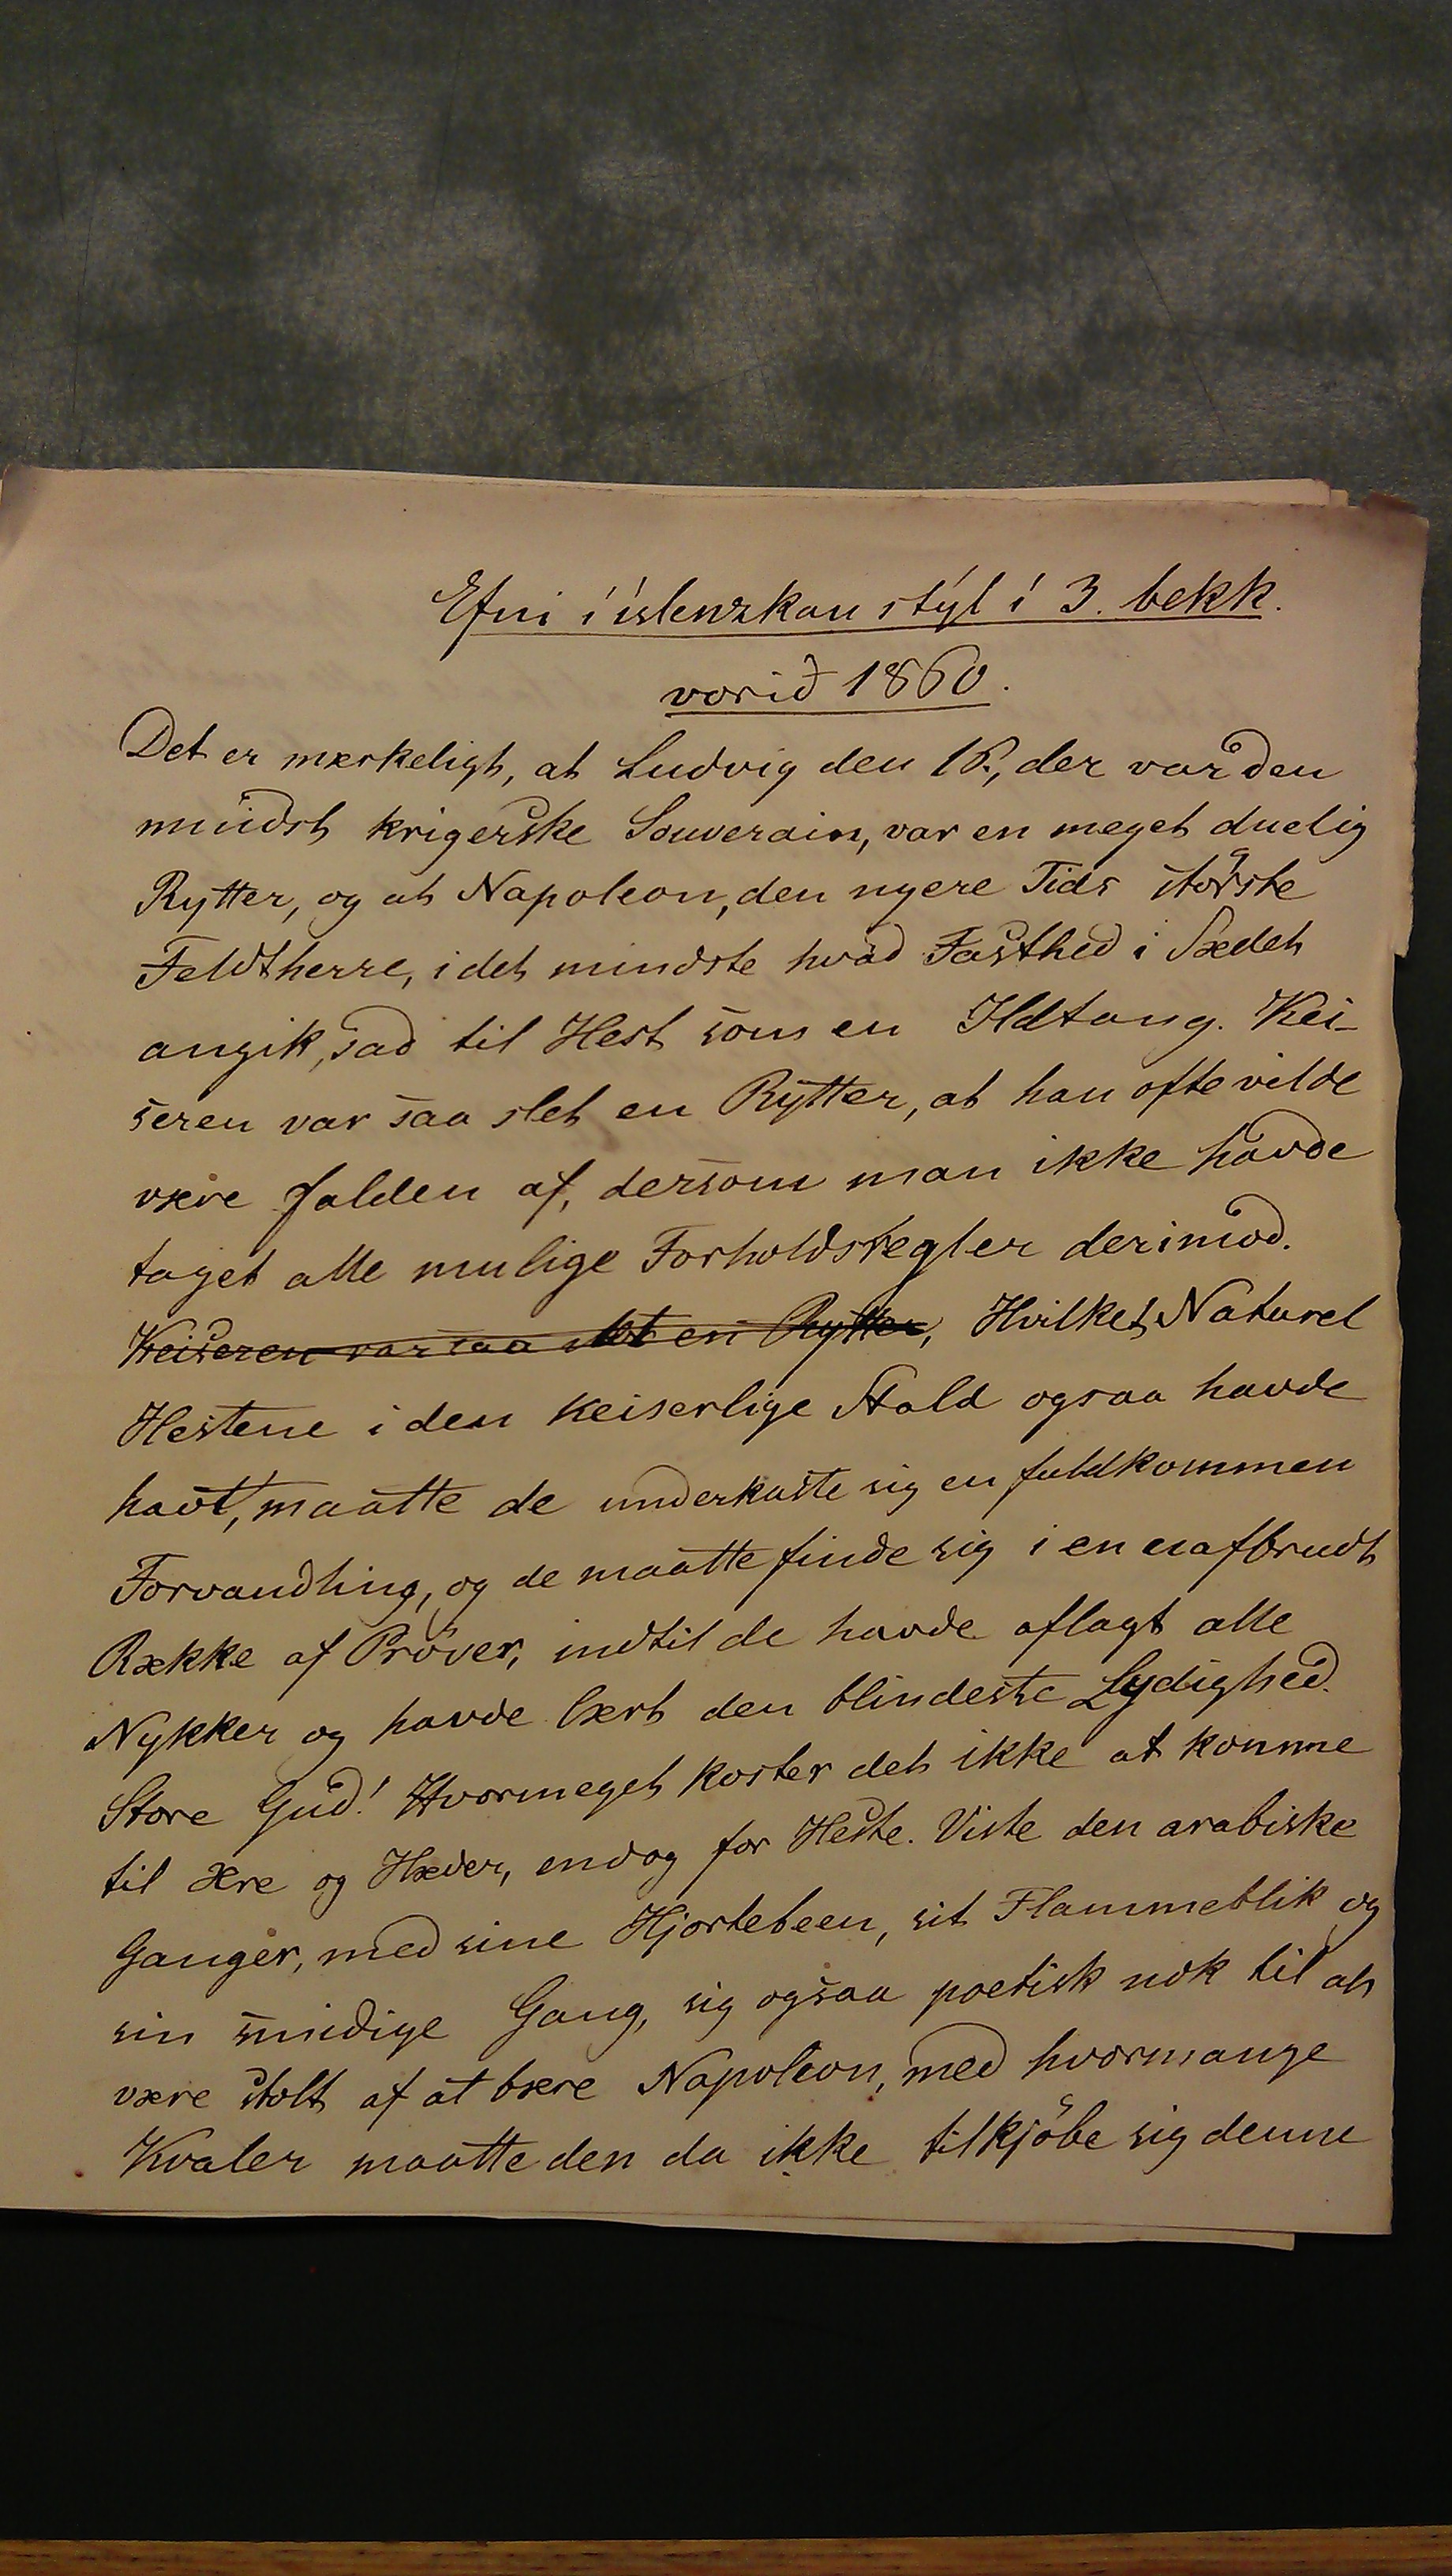 Efni í íslenzkan stýl í 3. bekk.
vorið 1860.
Det er mærkeligt, at Ludvig den 16., der var den
mindst krigerske Souverain, var en meget duelig
Rytter, og at Napoleon, den nyere Tids störste
Feldtherre, i det mindste hvad Fasthed i Sædet
angik, sad til Hest som en Ildtang. Kei-
seren var saa slet en Rytter, at han ofte vilde
være falden af, dersom man ikke havde
taget alle mulige Forholdsregler derimod.
Keiseren var saa slet en Rytter, Hvilket Naturel
Hestene i den Keiserlige Stald ogsaa havde
havt, maatte de underkaste sig en fuldkommen
Forvandling, og de maatte finde sig i en uafbrudt
Række af Pröver, indtil de havde aflagt alle
Nykker og havde lært den blindeste Lydighed.
Store Gud! Hvormeget koster det ikke at komme
til Ære og Hæder, endog for Heste. Viste den arabiske
Ganger, med sine Hjortebeen, sit Flammeblik og
sin smidige Gang, sig ogsaa poetisk nok til at
være stolt af at bære Napoleon, med hvormange
Kvaler maatte den da ikke tilkjöbe sig denne